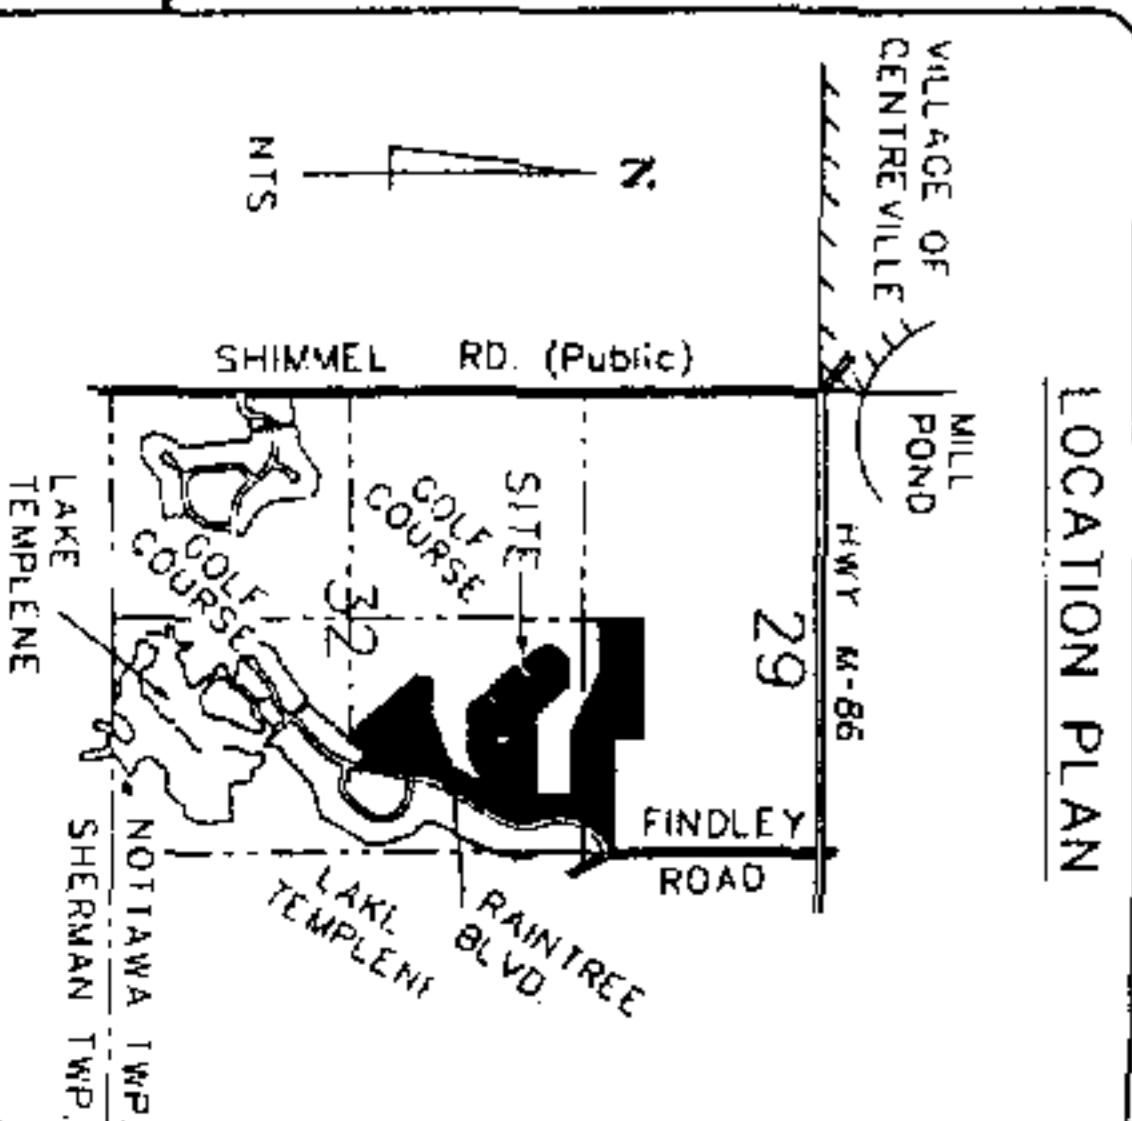 LOCATION PLAN
VILLAGE OF
CENTREVILLE
MILL
POND
HWY M-86
29
N
NTS
SHIMMEL RD. (Public)
SITE
GOLF
COURSE
32
GOLF
COURSE
LAKE
TEMPLENE
FINDLEY
ROAD
RAINTREE
BLVD.
LAKE
TEMPLENE
NOTTAWA TWP.
SHERMAN TWP.